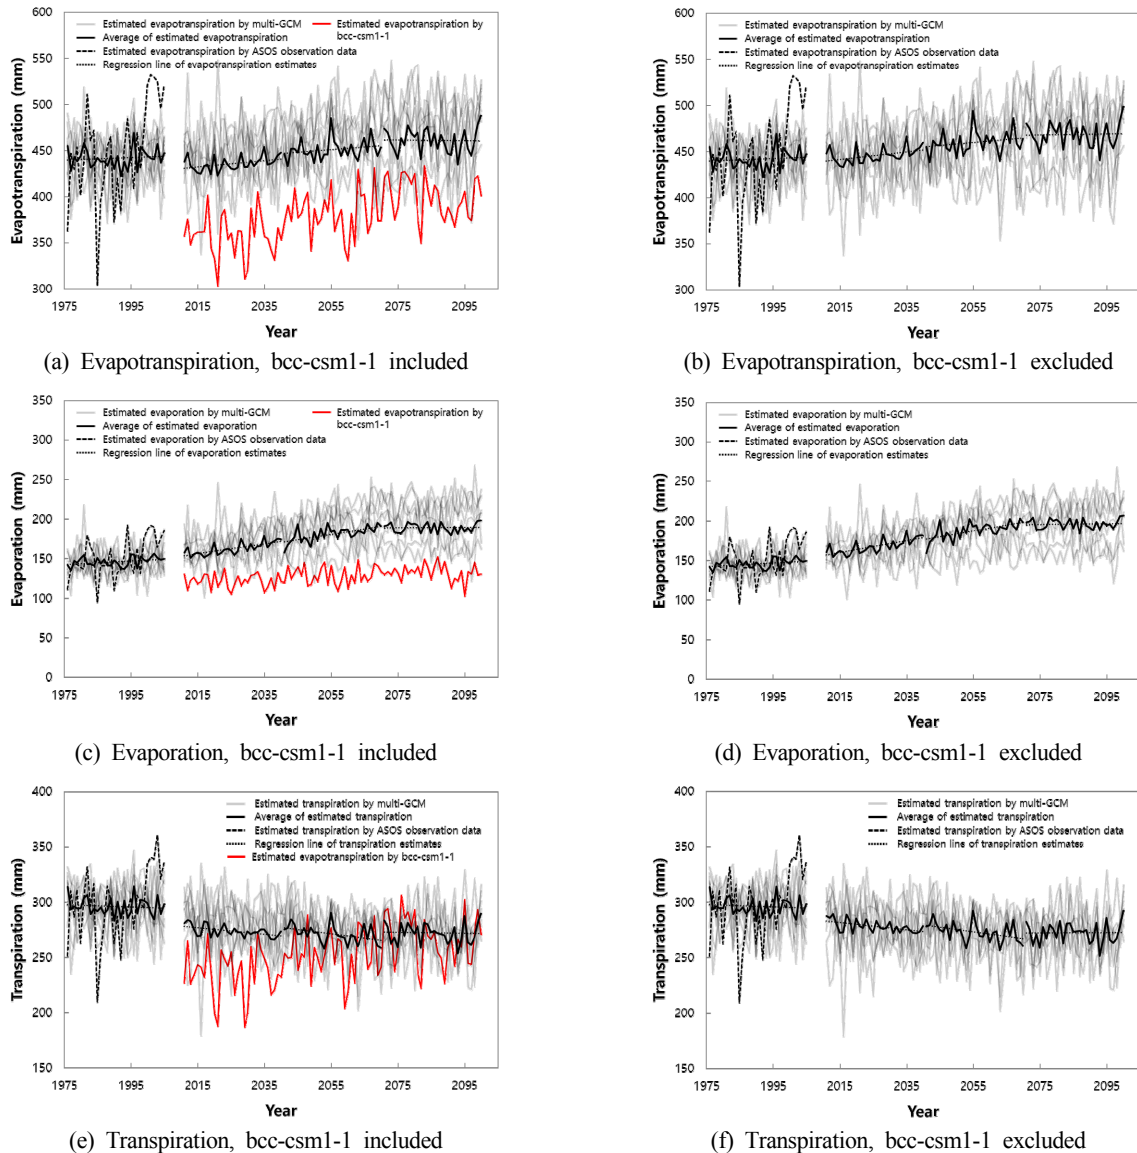 Estimated evapotranspiration by multi-GCM
Average of estimated evapotranspiration
Estimated evapotranspiration by ASOS observation data
Regression line of evapotranspiration estimates
Estimated evapotranspiration by
bcc-csm1-1
600
550
500
450
400
350
300
Evapotranspiration (mm)
1975 1995 2015 2035 2055 2075 2095
Year
(a) Evapotranspiration, bcc-csm1-1 included
Estimated evapotranspiration by multi-GCM
Average of estimated evapotranspiration
Estimated evapotranspiration by ASOS observation data
Regression line of evapotranspiration estimates
600
550
500
450
400
350
300
Evapotranspiration (mm)
1975 1995 2015 2035 2055 2075 2095
Year
(b) Evapotranspiration, bcc-csm1-1 excluded
Estimated evaporation by multi-GCM
Average of estimated evaporation
Estimated evaporation by ASOS observation data
Regression line of evaporation estimates
Estimated evapotranspiration by
bcc-csm1-1
350
300
250
200
150
100
50
0
Evaporation (mm)
1975 1995 2015 2035 2055 2075 2095
Year
(c) Evaporation, bcc-csm1-1 included
Estimated evaporation by multi-GCM
Average of estimated evaporation
Estimated evaporation by ASOS observation data
Regression line of evaporation estimates
350
300
250
200
150
100
50
0
Evaporation (mm)
1975 1995 2015 2035 2055 2075 2095
Year
(d) Evaporation, bcc-csm1-1 excluded
Estimated transpiration by multi-GCM
Average of estimated transpiration
Estimated transpiration by ASOS observation data
Regression line of transpiration estimates
Estimated evapotranspiration by bcc-csm1-1
400
350
300
250
200
150
Transpiration (mm)
1975 1995 2015 2035 2055 2075 2095
Year
(e) Transpiration, bcc-csm1-1 included
Estimated transpiration by multi-GCM
Average of estimated transpiration
Estimated transpiration by ASOS observation data
Regression line of transpiration estimates
400
350
300
250
200
150
Transpiration (mm)
1975 1995 2015 2035 2055 2075 2095
Year
(f) Transpiration, bcc-csm1-1 excluded